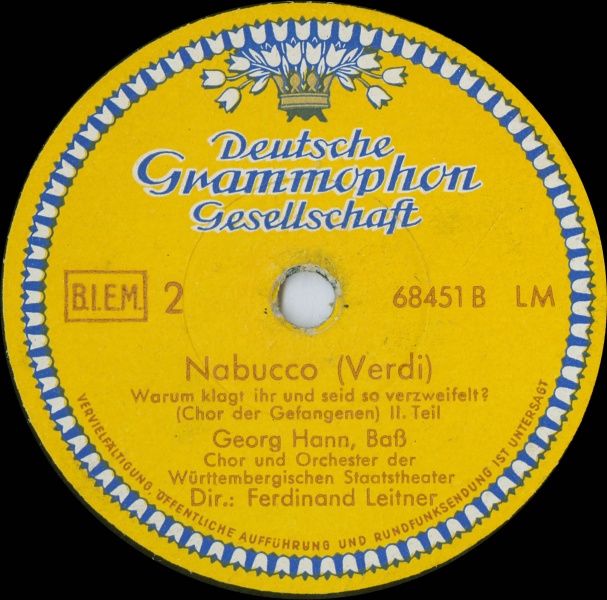 Deutsche
Grammophon
Gesellschaft
B.I.E.M. 2 68451 B LM
Nabucco (Verdi)
Warum klagt ihr und seid so verzweifelt?
(Chor der Gefangenen) II. Teil
Georg Hann, Baß
Chor und Orchester der
Württembergischen Staatstheater
Dir.: Ferdinand Leitner
VERVIELFÄLTIGUNG, ÖFFENTLICHE AUFFÜHRUNG UND RUNDFUNKSENDUNG IST UNTERSAGT